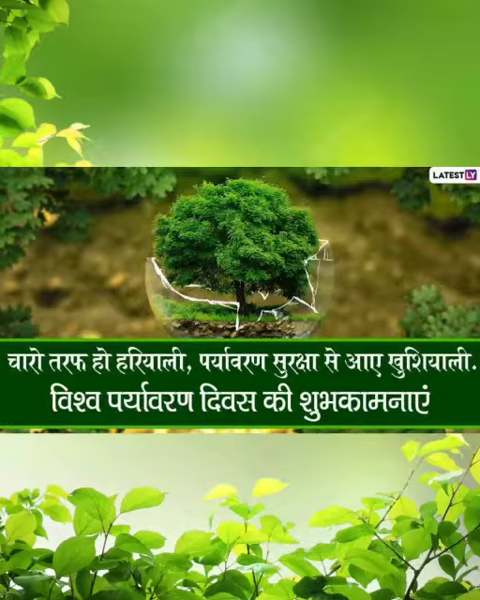 LATESTLY
चारो तरफ हो हरियाली, पर्यावरण सुरक्षा से आए खुशियाली.
विश्व पर्यावरण दिवस की शुभकामनाएं